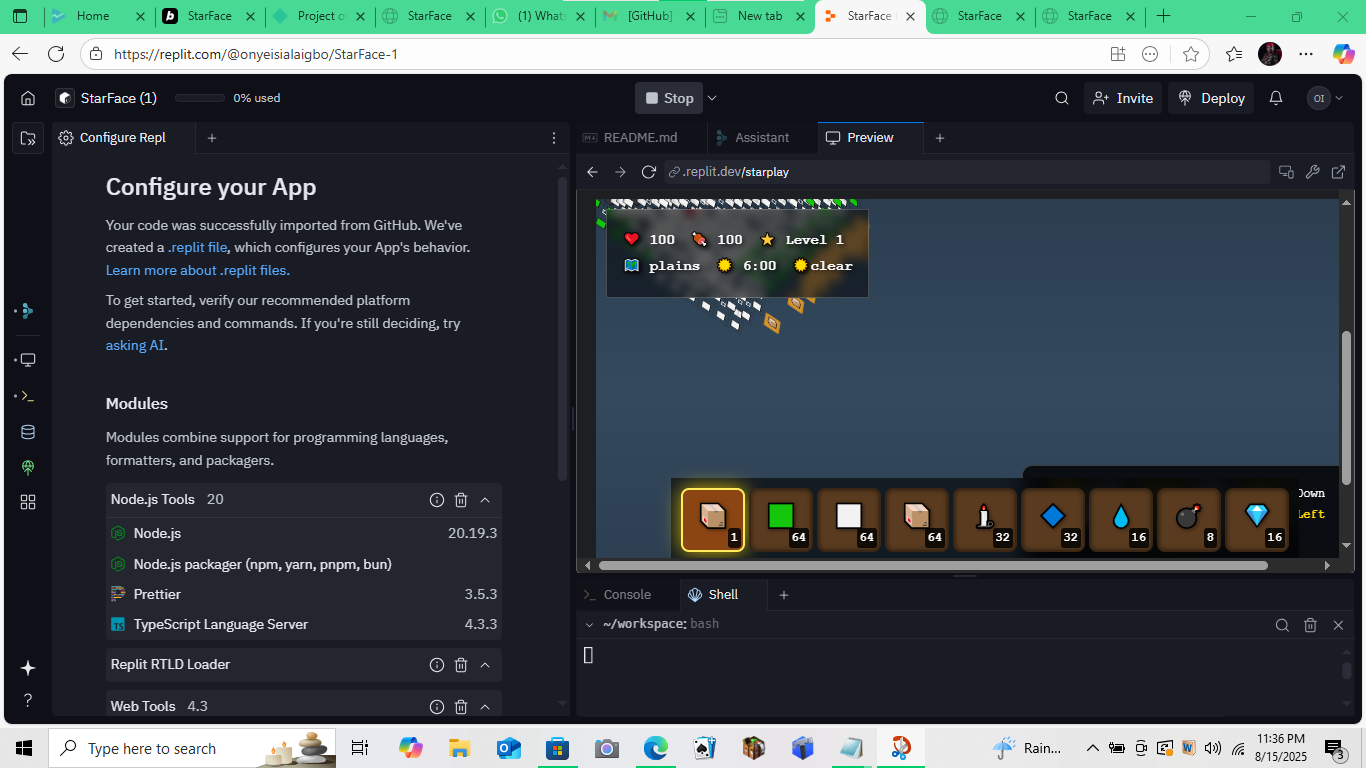 Home
StarFace
Project o
StarFace
(1) Whats
[GitHub]
New tab
StarFace
StarFace
StarFace
https://replit.com/@onyeisialaigbo/StarFace-1
StarFace (1)
0% used
Stop
Invite
Deploy
OI
Configure Repl
README.md
Assistant
Preview
.replit.dev/starplay
Configure your App
Your code was successfully imported from GitHub. We've
created a .replit file, which configures your App's behavior.
Learn more about .replit files.
To get started, verify our recommended platform
dependencies and commands. If you're still deciding, try
asking AI.
Modules
Modules combine support for programming languages,
formatters, and packagers.
Node.js Tools 20
Node.js 20.19.3
Node.js packager (npm, yarn, pnpm, bun)
Prettier 3.5.3
TypeScript Language Server 4.3.3
Replit RTLD Loader
Web Tools 4.3
100 100 Level 1
plains 6:00 clear
Down
Left
1 64 64 64 32 32 16 8 16
Console
Shell
~/workspace: bash
Type here to search
Rain...
11:36 PM
8/15/2025
3